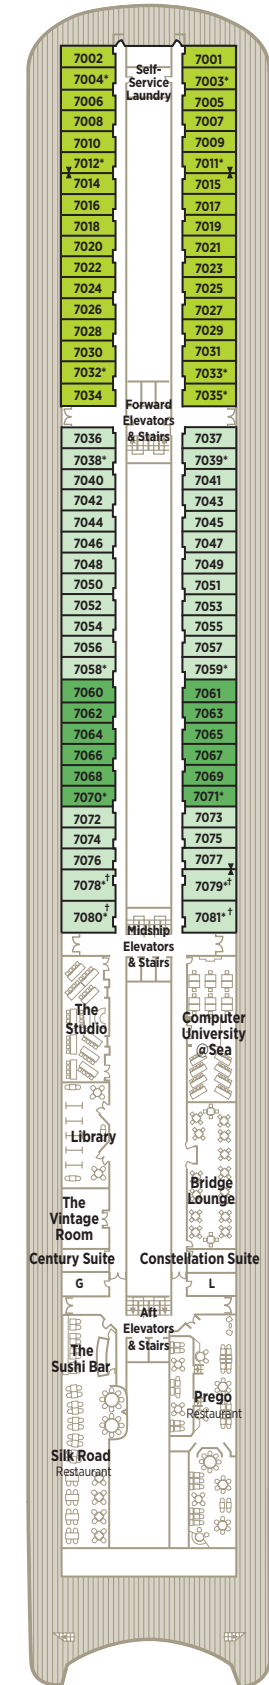 7002
7001
Self-
Service
Laundry
7004*
7003*
7006
7005
7008
7007
7010
7009
7012*
7011*
7014
7015
7016
7017
7018
7019
7020
7021
7022
7023
7024
7025
7026
7027
7028
7029
7030
7031
7032*
7033*
7034
7035*
Forward
Elevators
& Stairs
7036
7037
7038*
7039*
7040
7041
7042
7043
7044
7045
7046
7047
7048
7049
7050
7051
7052
7053
7054
7055
7056
7057
7058*
7059*
7060
7061
7062
7063
7064
7065
7066
7067
7068
7069
7070*
7071*
7072
7073
7074
7075
7076
7077
7078*†
7079*†
7080*†
7081*†
Midship
Elevators
& Stairs
The
Studio
Computer
University
@Sea
Library
Bridge
Lounge
The
Vintage
Room
Century Suite
Constellation Suite
G
L
Aft
Elevators
& Stairs
The
Sushi Bar
Prego
Restaurant
Silk Road
Restaurant